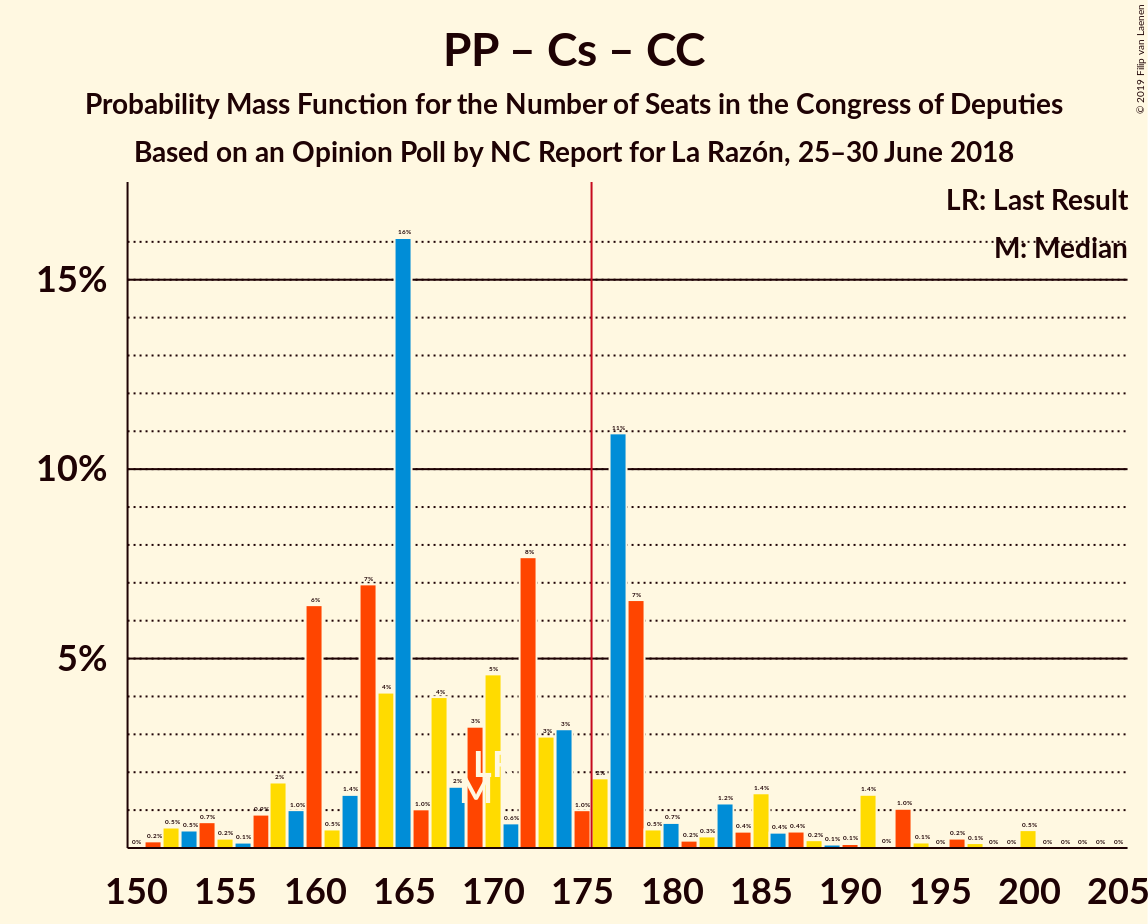 PP – Cs – CC
Probability Mass Function for the Number of Seats in the Congress of Deputies
Based on an Opinion Poll by NC Report for La Razón, 25–30 June 2018
© 2019 Filip van Laenen
LR: Last Result
M: Median
15%
10%
5%
0% 0.2% 0.5% 0.5% 0.7% 0.2% 0.1% 0.9% 2% 1.0% 6% 0.5% 1.4% 7% 4% 16% 1.0% 4% 2% 3% 5% 0.6% 8% 3% 3% 1.0% 2% 11% 7% 0.5% 0.7% 0.2% 0.3% 1.2% 0.4% 1.4% 0.4% 0.4% 0.2% 0.1% 0.1% 1.4% 0% 1.0% 0.1% 0% 0.2% 0.1% 0% 0% 0.5% 0% 0% 0% 0% 0%
LR
M
150 155 160 165 170 175 180 185 190 195 200 205